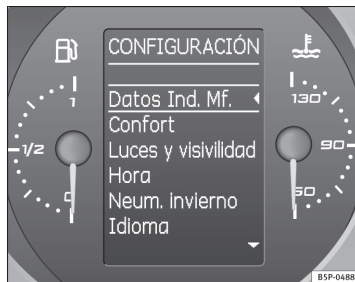 CONFIGURACIÓN
Datos Ind. Mf.
Confort
Luces y visivilidad
Hora
Neum. invierno
Idioma
1
1/2
0
130
90
50
B5P-0488